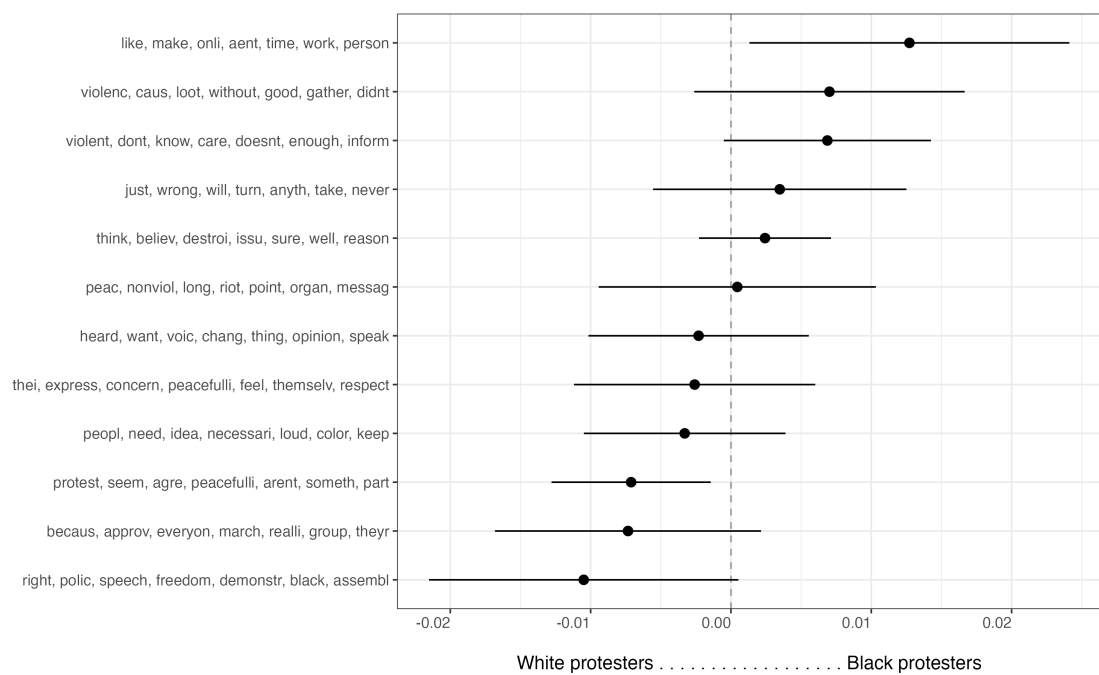 like, make, onli, aent, time, work, person
violenc, caus, loot, without, good, gather, didnt
violent, dont, know, care, doesnt, enough, inform
just, wrong, will, turn, anyth, take, never
think, believ, destroi, issu, sure, well, reason
peac, nonviol, long, riot, point, organ, messag
heard, want, voic, chang, thing, opinion, speak
thei, express, concern, peacefulli, feel, themselv, respect
peopl, need, idea, necessari, loud, color, keep
protest, seem, agre, peacefulli, arent, someth, part
becaus, approv, everyon, march, realli, group, theyr
right, polic, speech, freedom, demonstr, black, assembl
-0.02 -0.01 0.00 0.01 0.02
White protesters . . . . . . . . . . . . . . . . . Black protesters